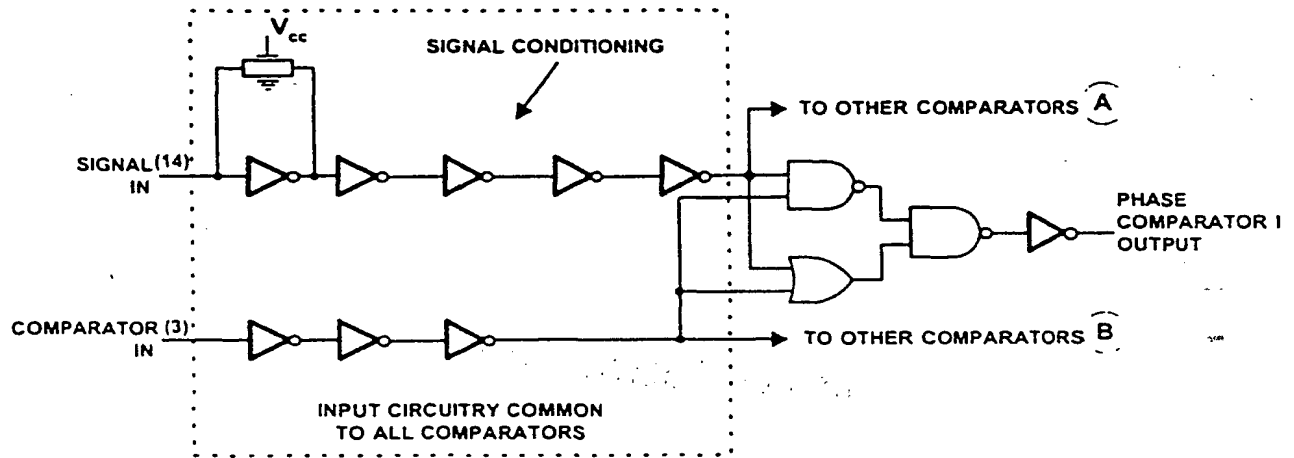 Vcc
SIGNAL CONDITIONING
TO OTHER COMPARATORS A
SIGNAL (14)
IN
PHASE
COMPARATOR I
OUTPUT
COMPARATOR (3)
IN
TO OTHER COMPARATORS B
INPUT CIRCUITRY COMMON
TO ALL COMPARATORS